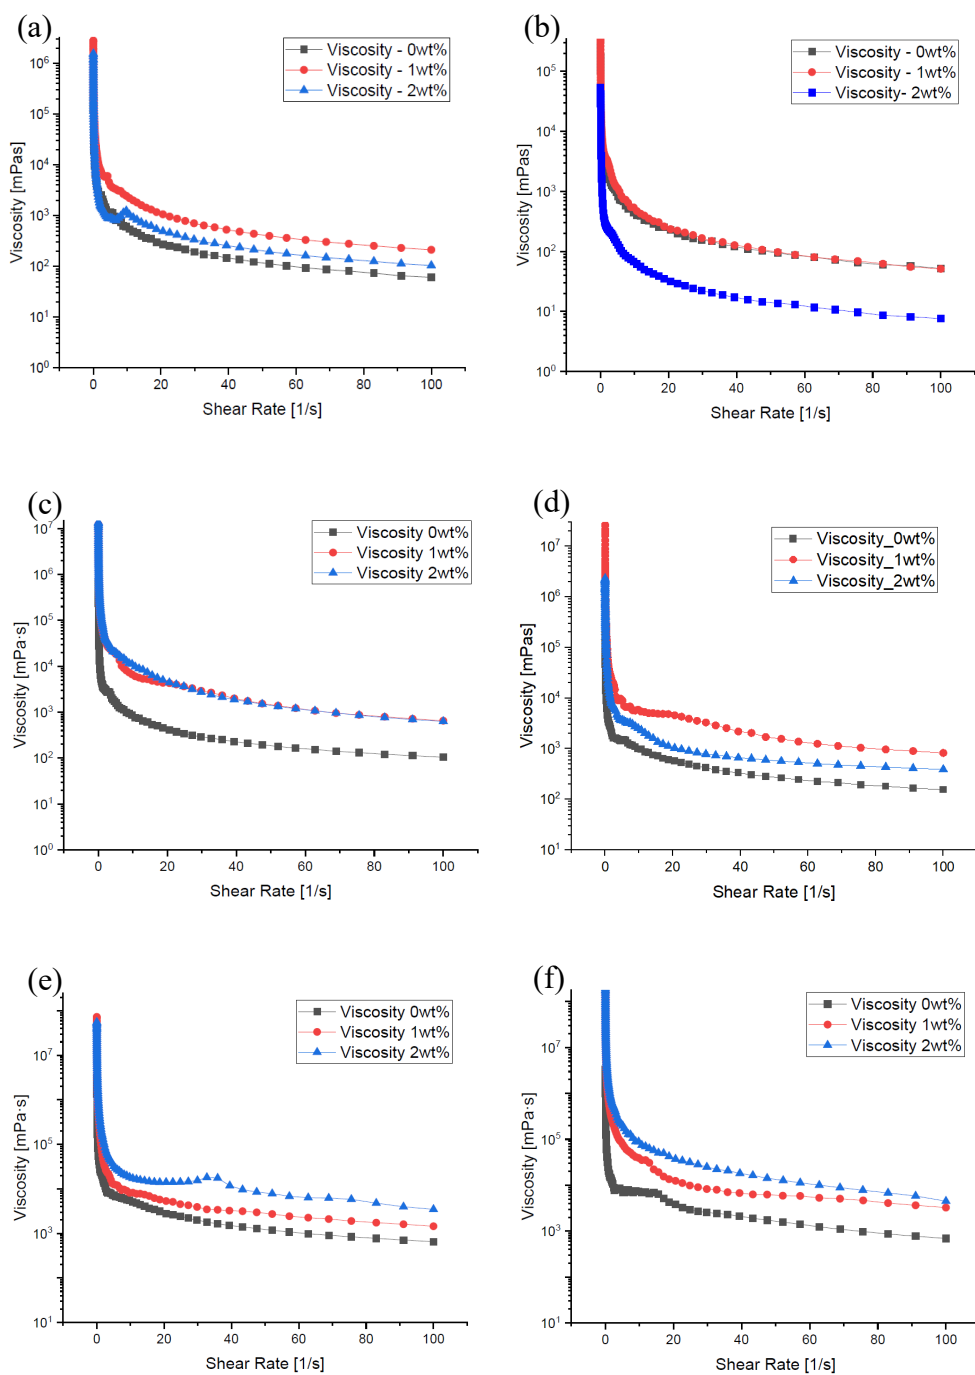 (a)
Viscosity - 0wt%
Viscosity - 1wt%
Viscosity - 2wt%
Viscosity [mPas]
10^6
10^5
10^4
10^3
10^2
10^1
10^0
0 20 40 60 80 100
Shear Rate [1/s]
(b)
Viscosity - 0wt%
Viscosity - 1wt%
Viscosity- 2wt%
Viscosity [mPas]
10^5
10^4
10^3
10^2
10^1
10^0
0 20 40 60 80 100
Shear Rate [1/s]
(c)
Viscosity 0wt%
Viscosity 1wt%
Viscosity 2wt%
Viscosity [mPa·s]
10^7
10^6
10^5
10^4
10^3
10^2
10^1
10^0
0 20 40 60 80 100
Shear Rate [1/s]
(d)
Viscosity_0wt%
Viscosity_1wt%
Viscosity_2wt%
Viscosity [mPas]
10^7
10^6
10^5
10^4
10^3
10^2
10^1
0 20 40 60 80 100
Shear Rate [1/s]
(e)
Viscosity 0wt%
Viscosity 1wt%
Viscosity 2wt%
Viscosity [mPa·s]
10^7
10^5
10^3
10^1
0 20 40 60 80 100
Shear Rate [1/s]
(f)
Viscosity 0wt%
Viscosity 1wt%
Viscosity 2wt%
Viscosity [mPa·s]
10^7
10^5
10^3
10^1
0 20 40 60 80 100
Shear Rate [1/s]